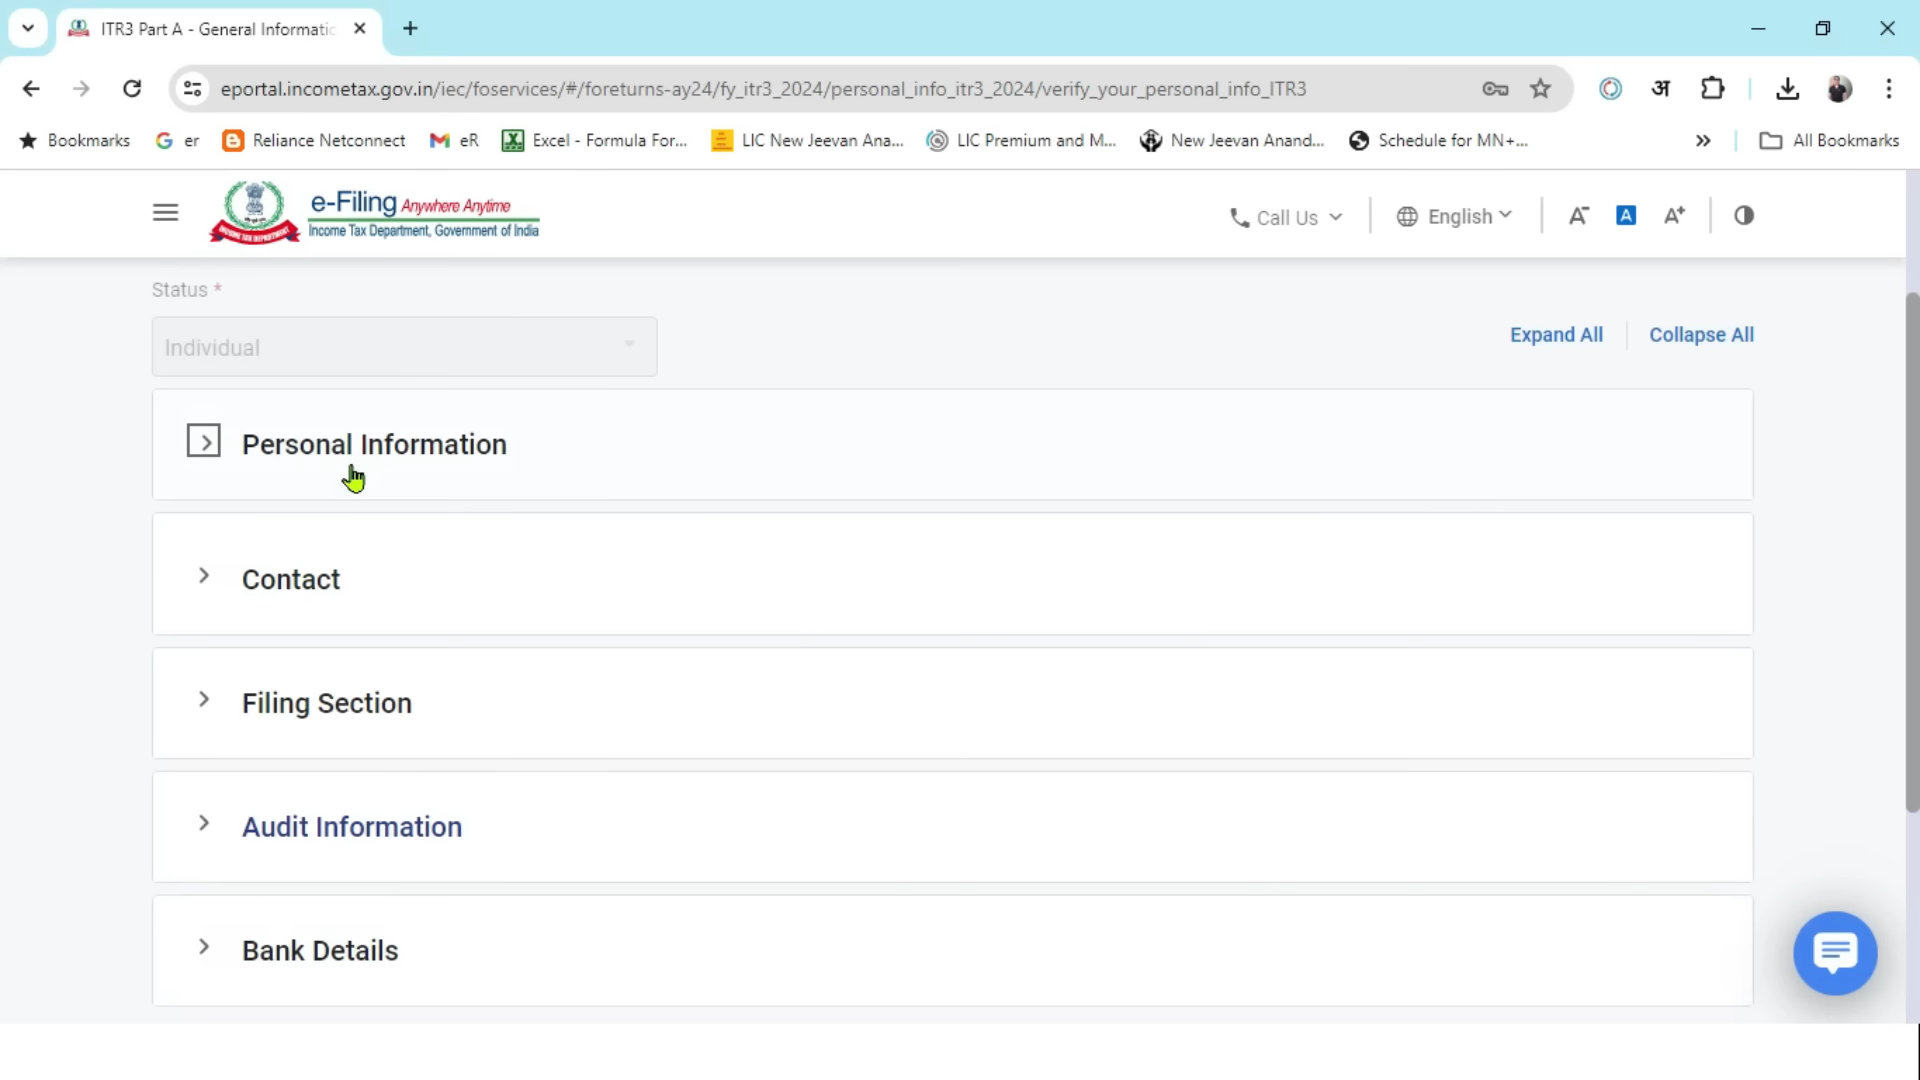 ITR3 Part A - General Informatic
eportal.incometax.gov.in/iec/foservices/#/foreturns-ay24/fy_itr3_2024/personal_info_itr3_2024/verify_your_personal_info_ITR3
अ
Bookmarks er Reliance Netconnect eR Excel - Formula For... LIC New Jeevan Ana... LIC Premium and M... New Jeevan Anand... Schedule for MN+... All Bookmarks
e-Filing Anywhere Anytime
Income Tax Department, Government of India
INCOME TAX DEPARTMENT
Call Us English A- A A+
Status *
Individual
Expand All Collapse All
Personal Information
Contact
Filing Section
Audit Information
Bank Details